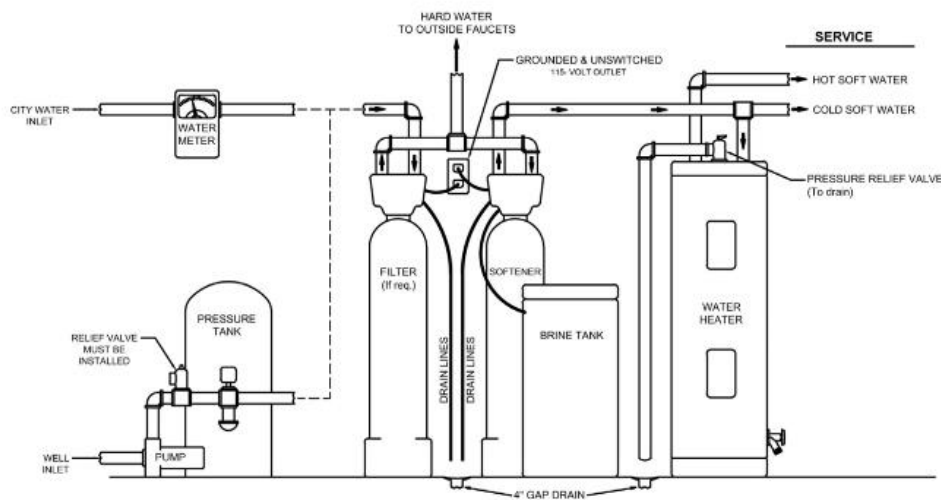 HARD WATER
TO OUTSIDE FAUCETS
SERVICE
GROUNDED & UNSWITCHED
115- VOLT OUTLET
HOT SOFT WATER
CITY WATER
INLET
WATER
METER
COLD SOFT WATER
PRESSURE RELIEF VALVE
(To drain)
FILTER
(If req.)
SOFTENER
PRESSURE
TANK
WATER
HEATER
RELIEF VALVE
MUST BE
INSTALLED
BRINE TANK
DRAIN LINES
DRAIN LINES
WELL
INLET
PUMP
4" GAP DRAIN